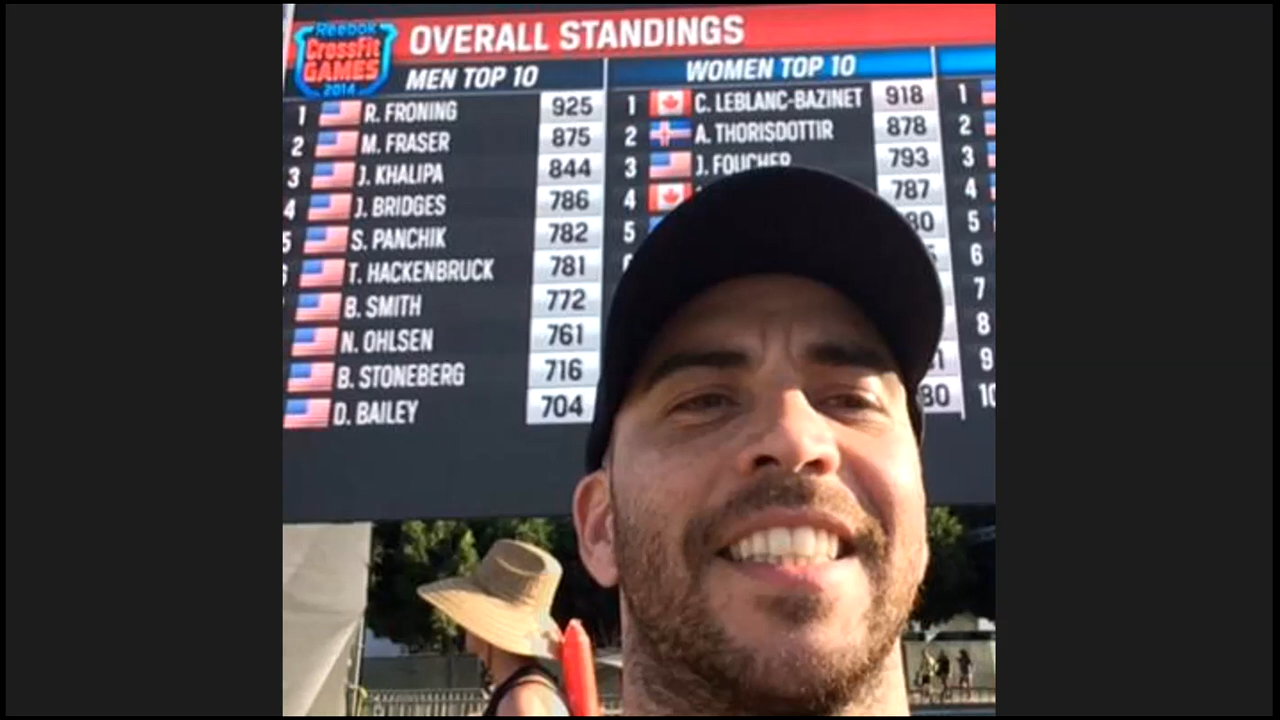 Reebok
CrossFit
GAMES
2014
OVERALL STANDINGS
MEN TOP 10
1 R. FRONING 925
2 M. FRASER 875
3 J. KHALIPA 844
4 J. BRIDGES 786
5 S. PANCHIK 782
T. HACKENBRUCK 781
B. SMITH 772
N. OHLSEN 761
B. STONEBERG 716
D. BAILEY 704
WOMEN TOP 10
1 C. LEBLANC-BAZINET 918
2 A. THORISDOTTIR 878
3 J. FOUCHER 793
4 787
5 80
80
1
2
3
4
5
6
7
8
9
10